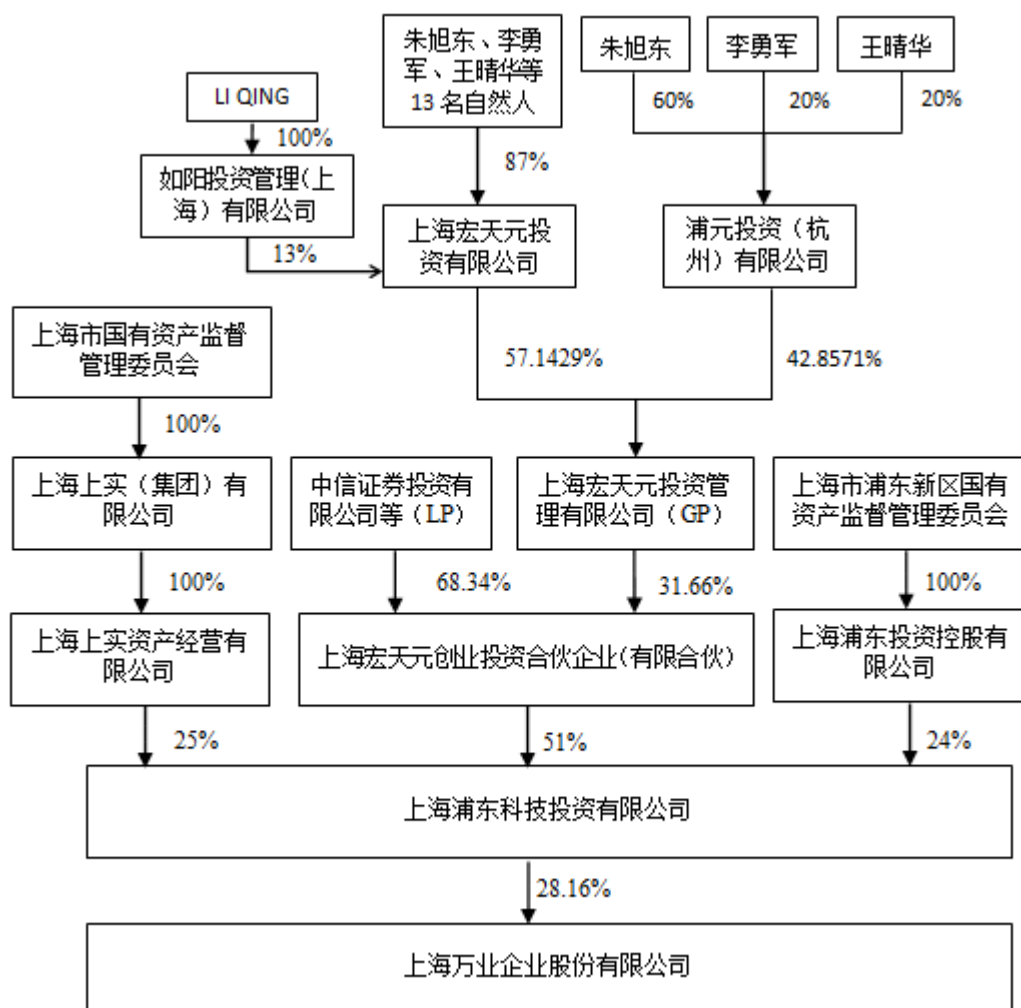 朱旭东、李勇
军、王晴华等
13 名自然人
朱旭东
李勇军
王晴华
LI QING
60%
20%
20%
100%
87%
如阳投资管理（上
海）有限公司
上海宏天元投
资有限公司
浦元投资（杭
州）有限公司
13%
上海市国有资产监督
管理委员会
57.1429%
42.8571%
100%
上海上实（集团）有
限公司
中信证券投资有
限公司等（LP）
上海宏天元投资管
理有限公司（GP）
上海市浦东新区国有
资产监督管理委员会
100%
68.34%
31.66%
100%
上海上实资产经营有
限公司
上海宏天元创业投资合伙企业（有限合伙）
上海浦东投资控股有
限公司
25%
51%
24%
上海浦东科技投资有限公司
28.16%
上海万业企业股份有限公司